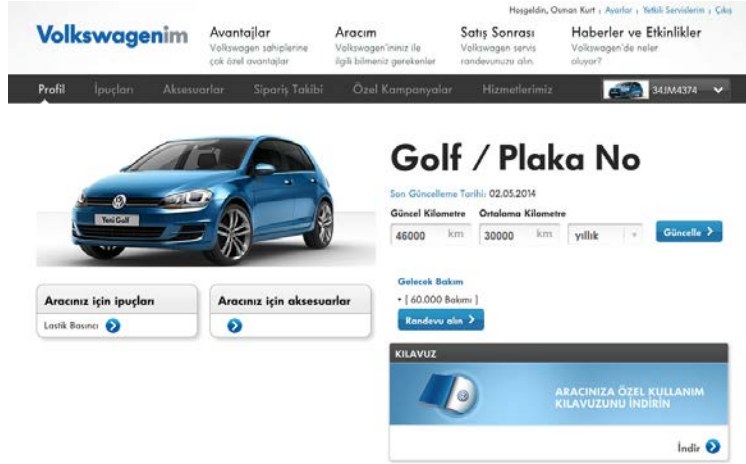 Hoşgeldin, Osman Kurt | Ayarlar | Yetkili Servislerim | Çıkış
Volkswagenim
Avantajlar
Volkswagen sahiplerine
çok özel avantajlar
Aracım
Volkswagen'ininiz ile
ilgili bilmeniz gerekenler
Satış Sonrası
Volkswagen servis
randevunuzu alın.
Haberler ve Etkinlikler
Volkswagen'de neler
oluyor?
Profil İpuçları Aksesuarlar Sipariş Takibi Özel Kampanyalar Hizmetlerimiz 34JM4374
Yeni Golf
Golf / Plaka No
Son Güncelleme Tarihi: 02.05.2014
Güncel Kilometre Ortalama Kilometre
46000 km 30000 km yıllık Güncelle
Gelecek Bakım
• [ 60.000 Bakımı ]
Randevu alın
Aracınız için ipuçları
Lastik Basıncı
Aracınız için aksesuarlar
KILAVUZ
ARACINIZA ÖZEL KULLANIM
KILAVUZUNU İNDİRİN
İndir